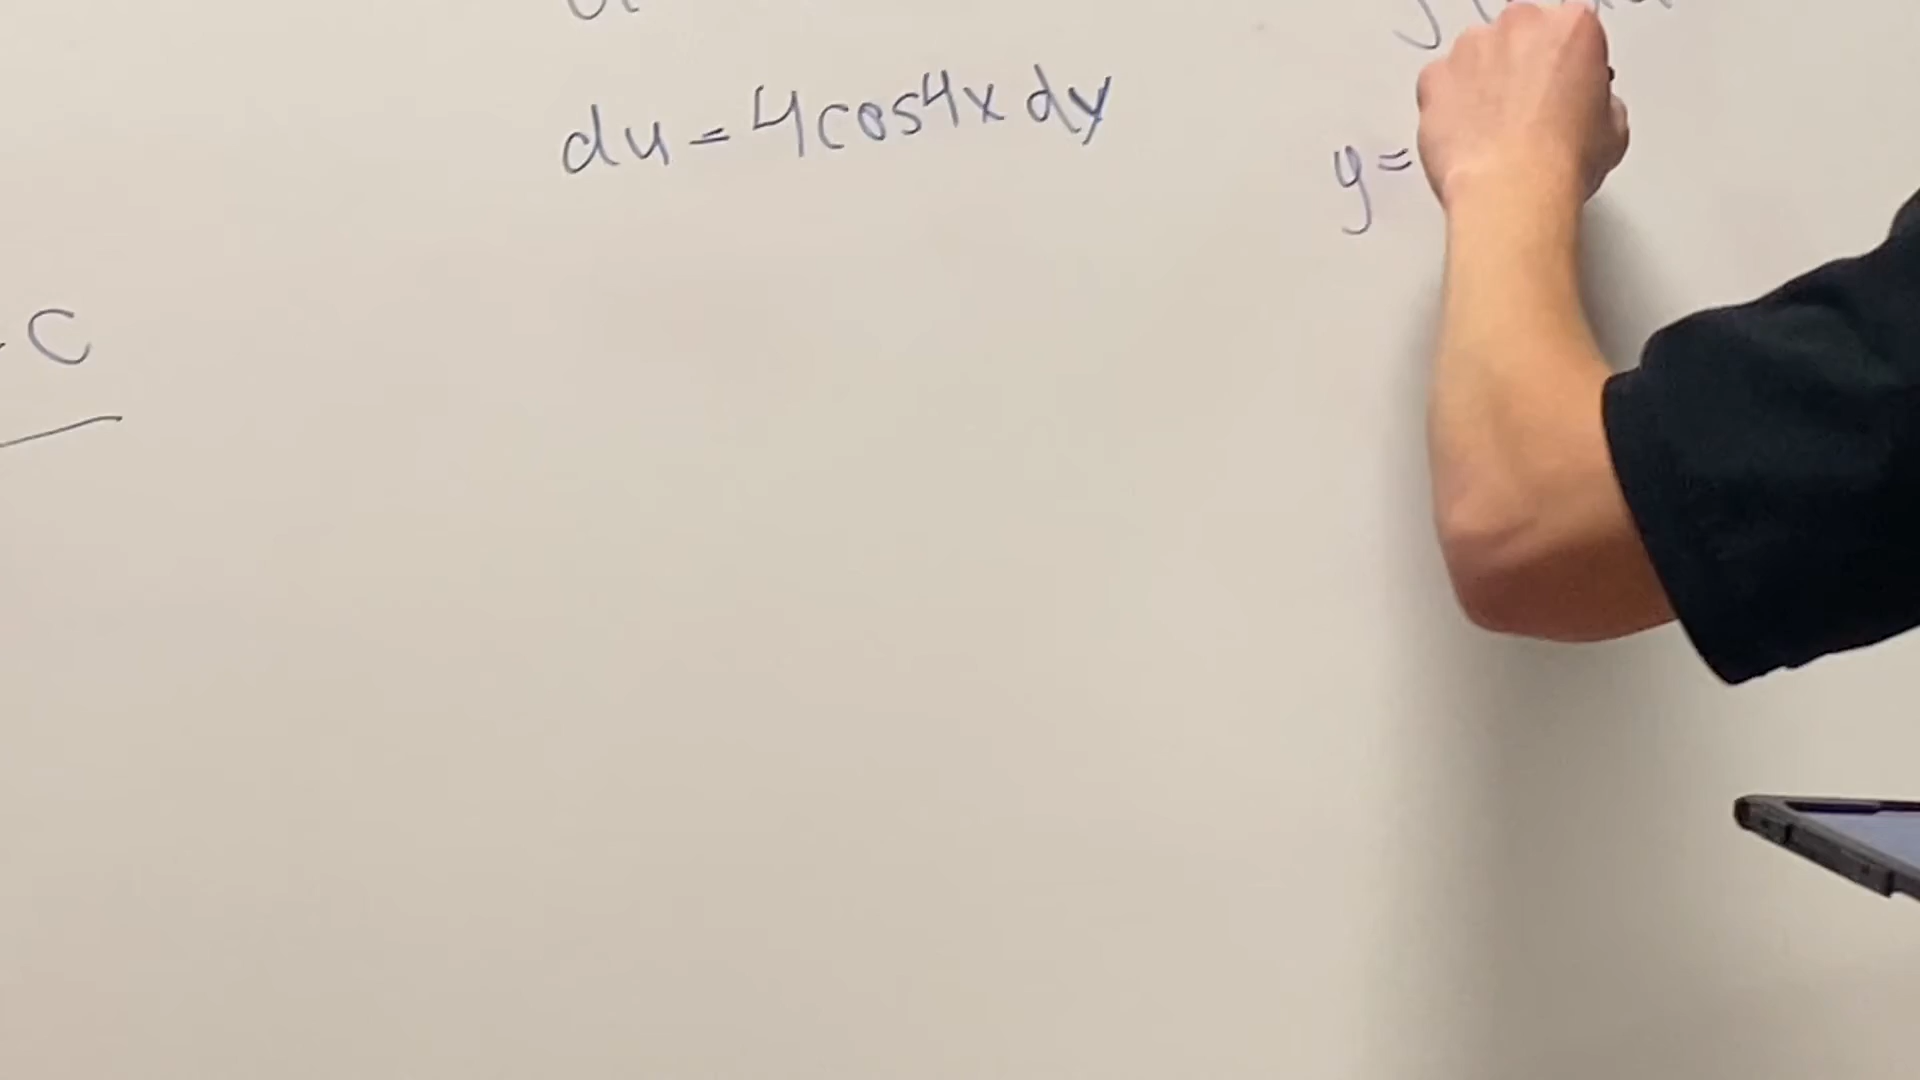 du = 4cos4x dy
y =
C